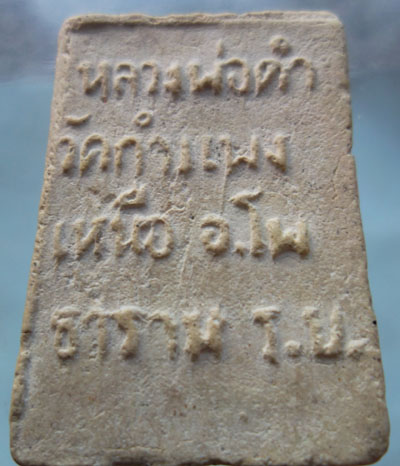 หลวงพ่อดำ
วัดกำแพง
เหนือ อ.โพ
ธาราม ร.บ.